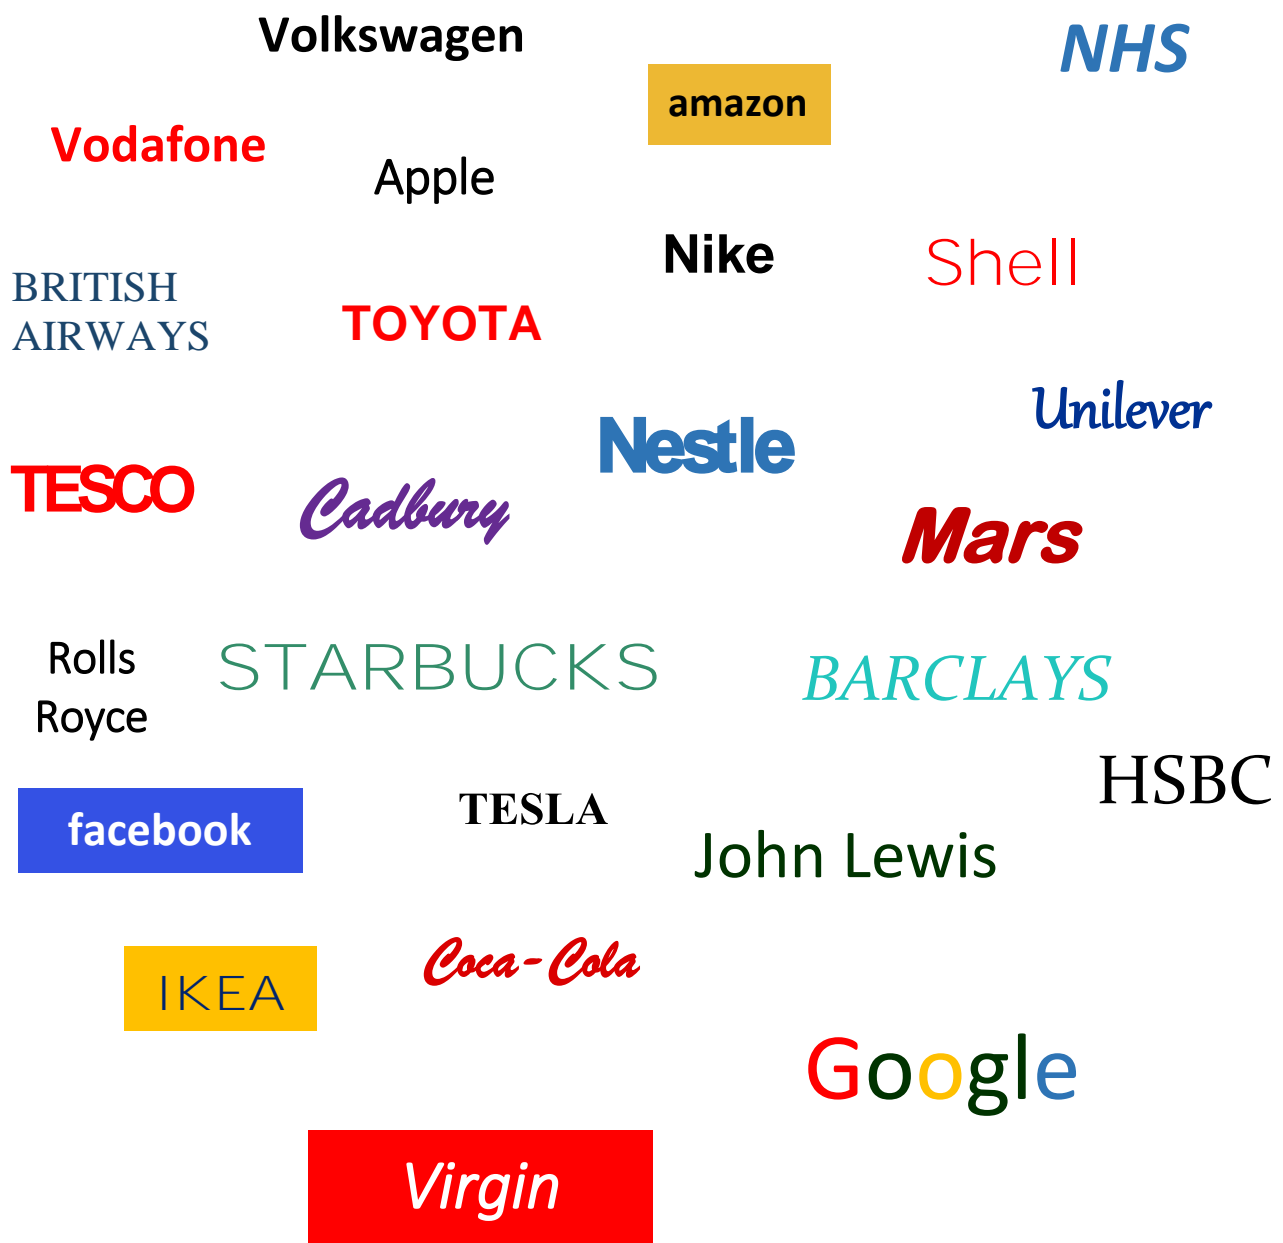 Volkswagen
NHS
amazon
Vodafone
Apple
Nike
Shell
BRITISH
AIRWAYS
TOYOTA
Unilever
Nestle
TESCO
Cadbury
Mars
Rolls
Royce
STARBUCKS
BARCLAYS
HSBC
facebook
TESLA
John Lewis
Coca-Cola
IKEA
Google
Virgin